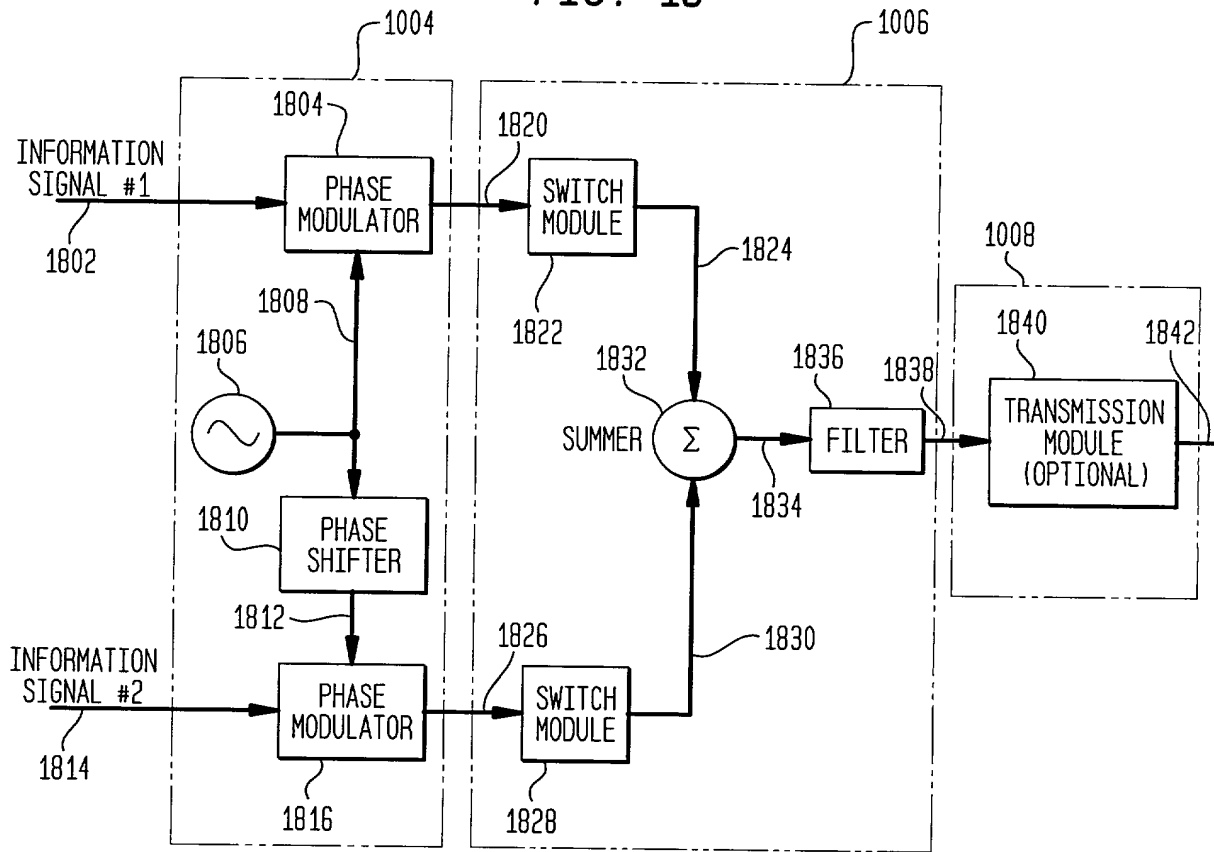 FIG. 18
1004
1006
1804
1820
INFORMATION
SIGNAL #1
PHASE
MODULATOR
SWITCH
MODULE
1802
1808
1822
1824
1008
1806
1832
1836
1838
1840
1842
SUMMER
Σ
FILTER
TRANSMISSION
MODULE
(OPTIONAL)
1834
1810
PHASE
SHIFTER
1812
1826
1830
INFORMATION
SIGNAL #2
PHASE
MODULATOR
SWITCH
MODULE
1814
1816
1828